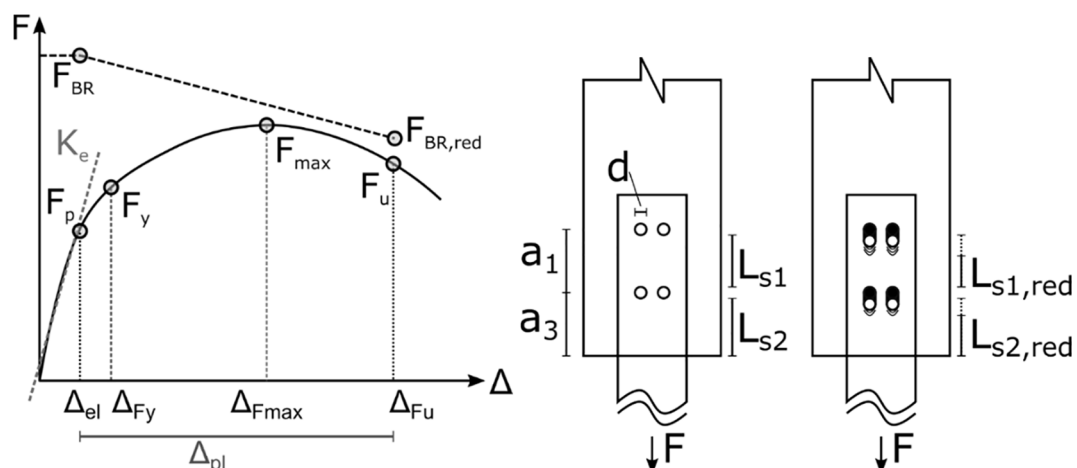 F
F_BR
K_e
F_BR,red
F_max
F_p
F_y
F_u
Δ
Δ_el
Δ_Fy
Δ_Fmax
Δ_Fu
Δ_pl
d
a_1
a_3
L_s1
L_s2
F
L_s1,red
L_s2,red
F